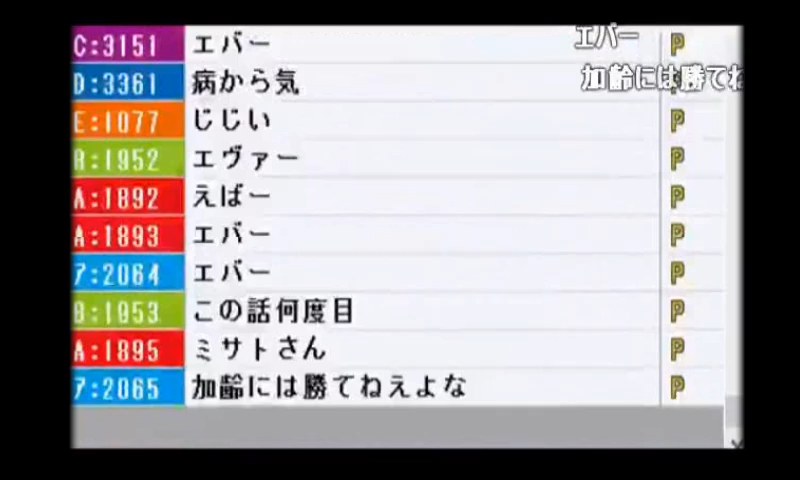 C:3151 エバー P
D:3361 病から気 P
E:1077 じじい P
B:1952 エヴァー P
A:1892 えばー P
A:1893 エバー P
ア:2064 エバー P
B:1953 この話何度目 P
A:1895 ミサトさん P
ア:2065 加齢には勝てねえよな P
エバー
加齢には勝てね